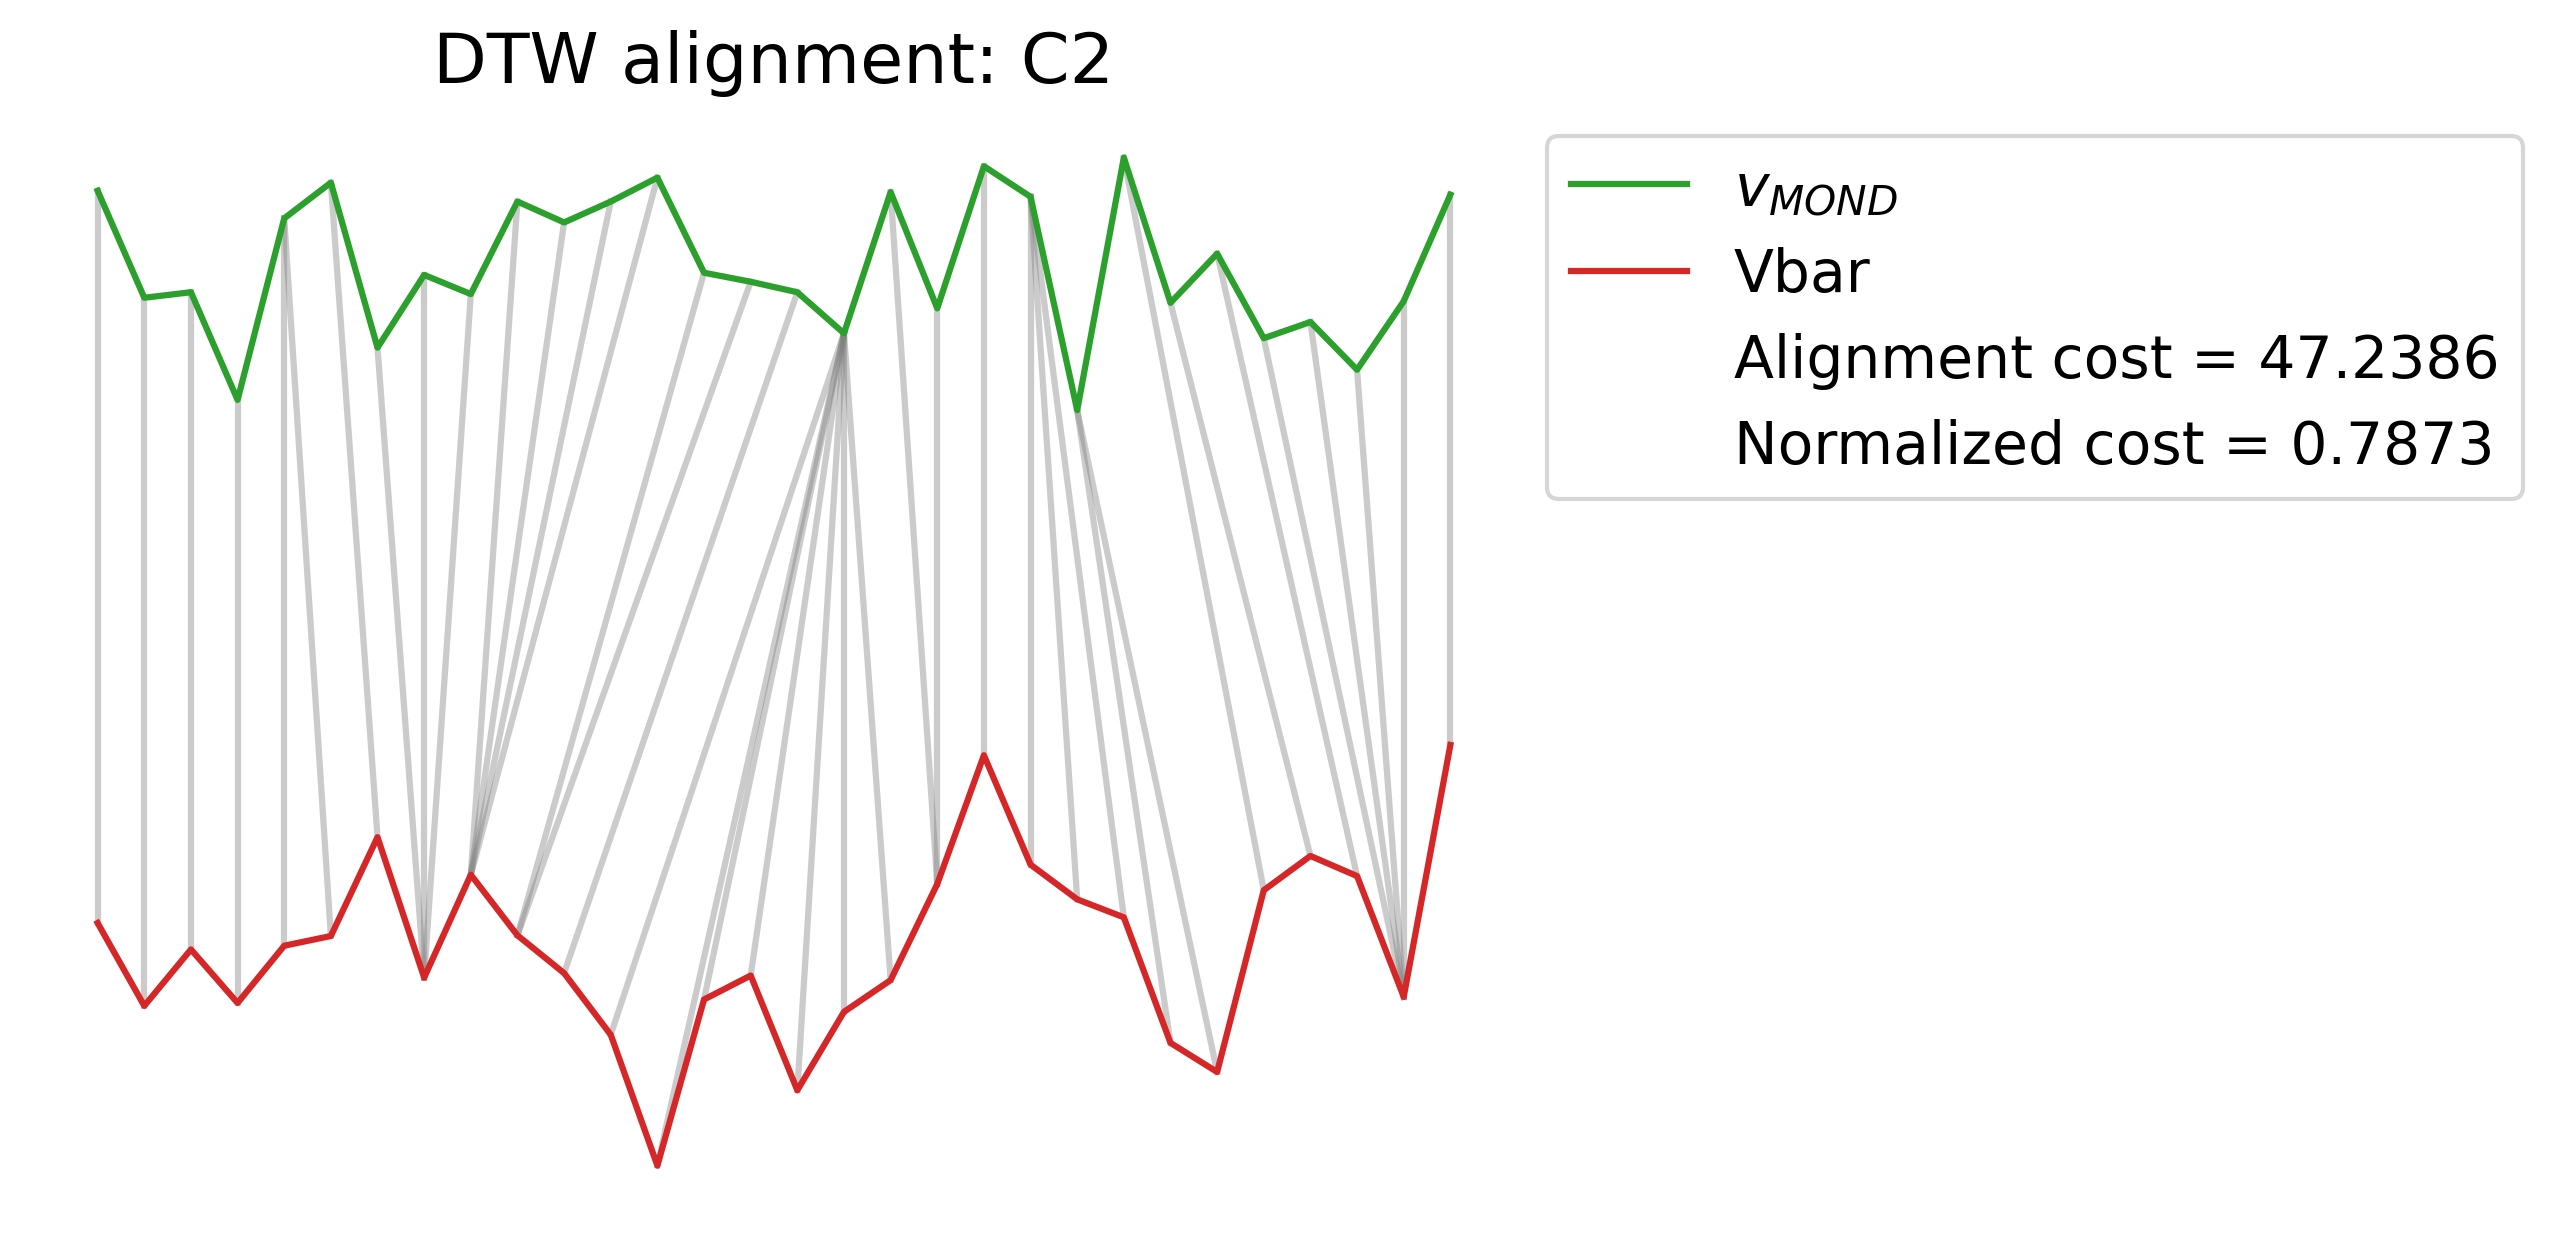 DTW alignment: C2
v_MOND
Vbar
Alignment cost = 47.2386
Normalized cost = 0.7873